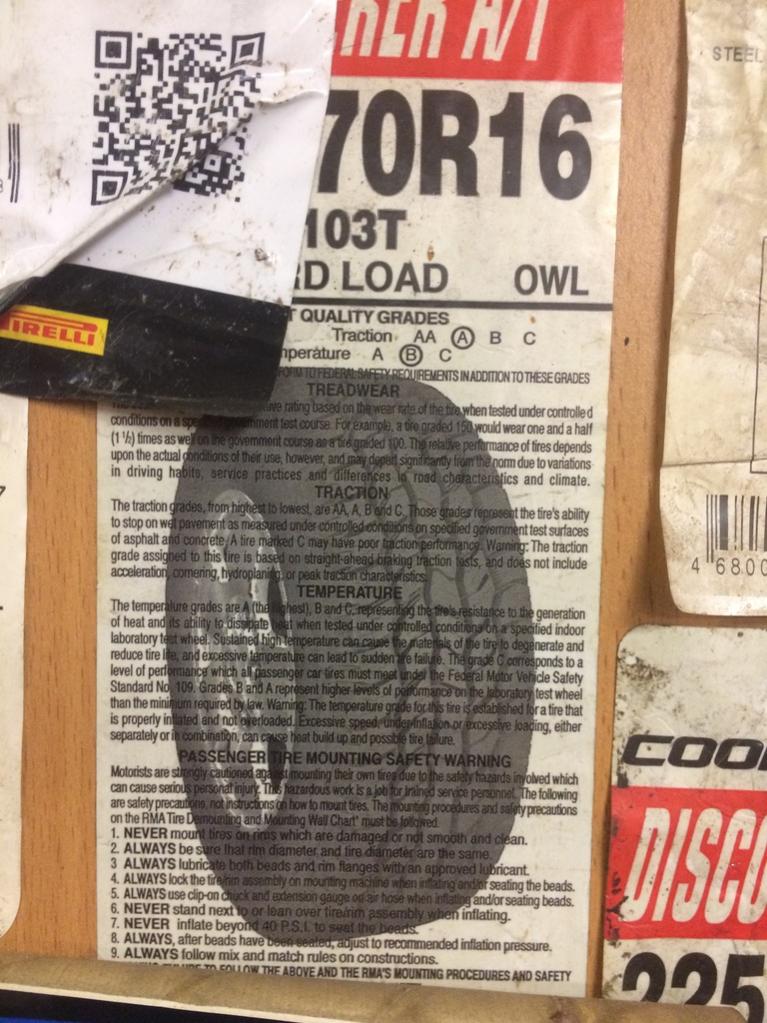 RER A/T
STEEL
70R16
103T
RD LOAD OWL
T QUALITY GRADES
Traction AA A B C
PIRELLI
mperature A B C
FORM TO FEDERAL SAFETY REQUIREMENTS IN ADDITION TO THESE GRADES
TREADWEAR
rating based on the wear rate of the tire when tested under controlled
conditions on a government test course. For example, a tire graded 150 would wear one and a half
(1 ½) times as well on the government course as a tire graded 100. The relative performance of tires depends
upon the actual conditions of their use, however, and may depart significantly from the norm due to variations
in driving habits, service practices and differences in road characteristics and climate.
TRACTION
The traction grades, from highest to lowest, are AA, A, B and C. Those grades represent the tire's ability
to stop on wet pavement as measured under controlled conditions on specified government test surfaces
of asphalt and concrete. A tire marked C may have poor traction performance. Warning: The traction
grade assigned to this tire is based on straight-ahead braking traction tests, and does not include
acceleration, cornering, hydroplaning, or peak traction characteristics.
TEMPERATURE
The temperature grades are A (the highest), B and C, representing the tire's resistance to the generation
of heat and its ability to dissipate heat when tested under controlled conditions on a specified indoor
laboratory test wheel. Sustained high temperature can cause the materials of the tire to degenerate and
reduce tire life, and excessive temperature can lead to sudden tire failure. The grade C corresponds to a
level of performance which all passenger car tires must meet under the Federal Motor Vehicle Safety
Standard No. 109. Grades B and A represent higher levels of performance on the laboratory test wheel
than the minimum required by law. Warning: The temperature grade for this tire is established for a tire that
is properly inflated and not overloaded. Excessive speed, underinflation or excessive loading, either
separately or in combination, can cause heat build up and possible tire failure.
PASSENGER TIRE MOUNTING SAFETY WARNING
Motorists are strongly cautioned against mounting their own tires due to the safety hazards involved which
can cause serious personal injury. This hazardous work is a job for trained service personnel. The following
are safety precautions, not instructions on how to mount tires. The mounting procedures and safety precautions
on the RMA Tire Demounting and Mounting Wall Chart* must be followed.
1. NEVER mount tires on rims which are damaged or not smooth and clean.
2. ALWAYS be sure that rim diameter and tire diameter are the same.
3 ALWAYS lubricate both beads and rim flanges with an approved lubricant.
4. ALWAYS lock the tire/rim assembly on mounting machine when inflating and/or seating the beads.
5. ALWAYS use clip-on chuck and extension gauge on air hose when inflating and/or seating beads.
6. NEVER stand next to or lean over tire/rim assembly when inflating.
7. NEVER inflate beyond 40 P.S.I. to seat the beads.
8. ALWAYS, after beads have been seated, adjust to recommended inflation pressure.
9. ALWAYS follow mix and match rules on constructions.
TO FOLLOW THE ABOVE AND THE RMA'S MOUNTING PROCEDURES AND SAFETY
4 6800
COO
DISCO
225